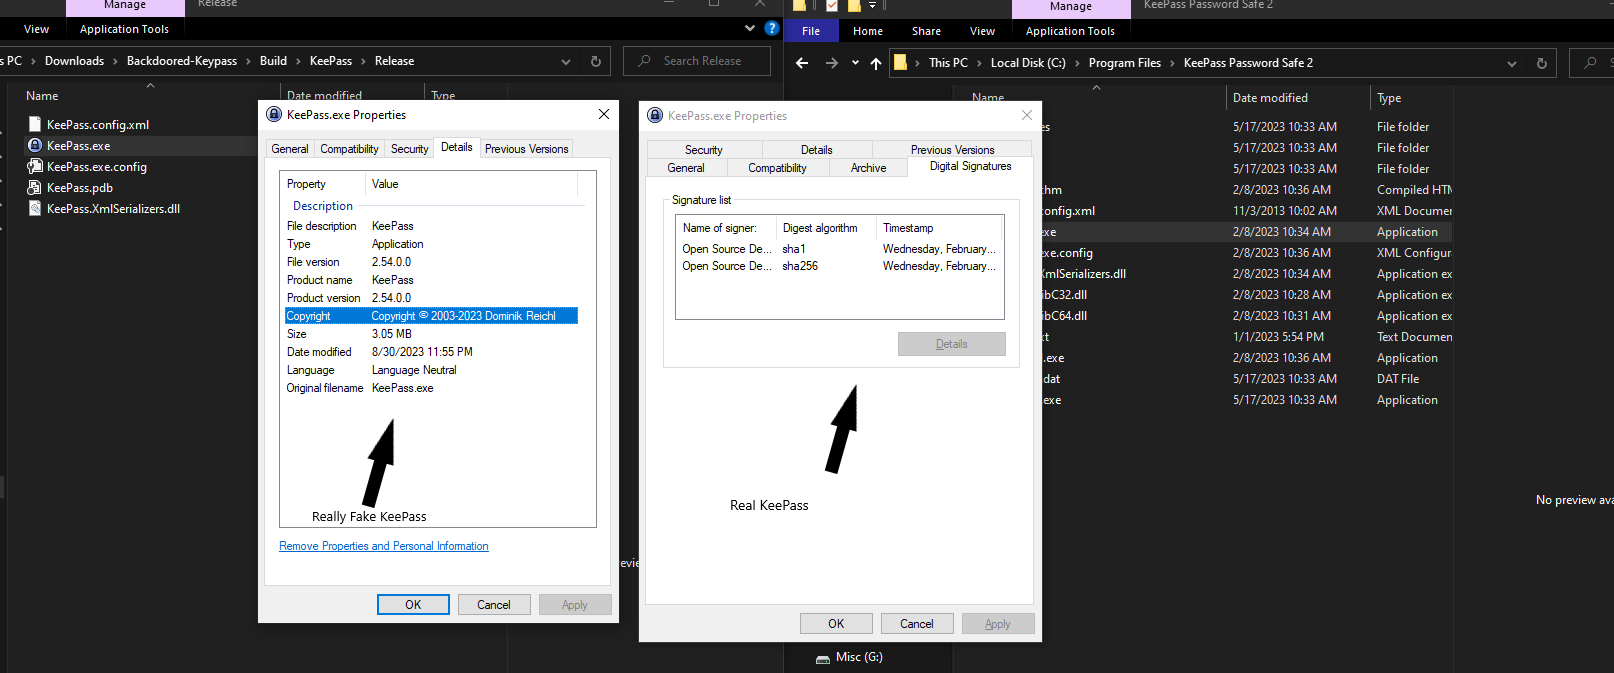 Manage
Release
View
Application Tools
s PC > Downloads > Backdoored-Keypass > Build > KeePass > Release
Search Release
Name
Date modified
Type
KeePass.config.xml
KeePass.exe
KeePass.exe.config
KeePass.pdb
KeePass.XmlSerializers.dll
KeePass.exe Properties
General
Compatibility
Security
Details
Previous Versions
Property
Value
Description
File description KeePass
Type Application
File version 2.54.0.0
Product name KeePass
Product version 2.54.0.0
Copyright Copyright © 2003-2023 Dominik Reichl
Size 3.05 MB
Date modified 8/30/2023 11:55 PM
Language Language Neutral
Original filename KeePass.exe
Really Fake KeePass
Remove Properties and Personal Information
OK
Cancel
Apply
KeePass.exe Properties
Security
Details
Previous Versions
General
Compatibility
Archive
Digital Signatures
Signature list
Name of signer: Digest algorithm Timestamp
Open Source De... sha1 Wednesday, February...
Open Source De... sha256 Wednesday, February...
Details
Real KeePass
OK
Cancel
Apply
Manage
KeePass Password Safe 2
File
Home
Share
View
Application Tools
This PC > Local Disk (C:) > Program Files > KeePass Password Safe 2
S
Name
Date modified
Type
es 5/17/2023 10:33 AM File folder
5/17/2023 10:33 AM File folder
5/17/2023 10:33 AM File folder
chm 2/8/2023 10:36 AM Compiled HTM
config.xml 11/3/2013 10:02 AM XML Documen
exe 2/8/2023 10:34 AM Application
exe.config 2/8/2023 10:36 AM XML Configura
XmlSerializers.dll 2/8/2023 10:34 AM Application ex
ibC32.dll 2/8/2023 10:28 AM Application ex
ibC64.dll 2/8/2023 10:31 AM Application ex
xt 1/1/2023 5:54 PM Text Documen
.exe 2/8/2023 10:36 AM Application
dat 5/17/2023 10:33 AM DAT File
exe 5/17/2023 10:33 AM Application
No preview ava
evie
Misc (G:)